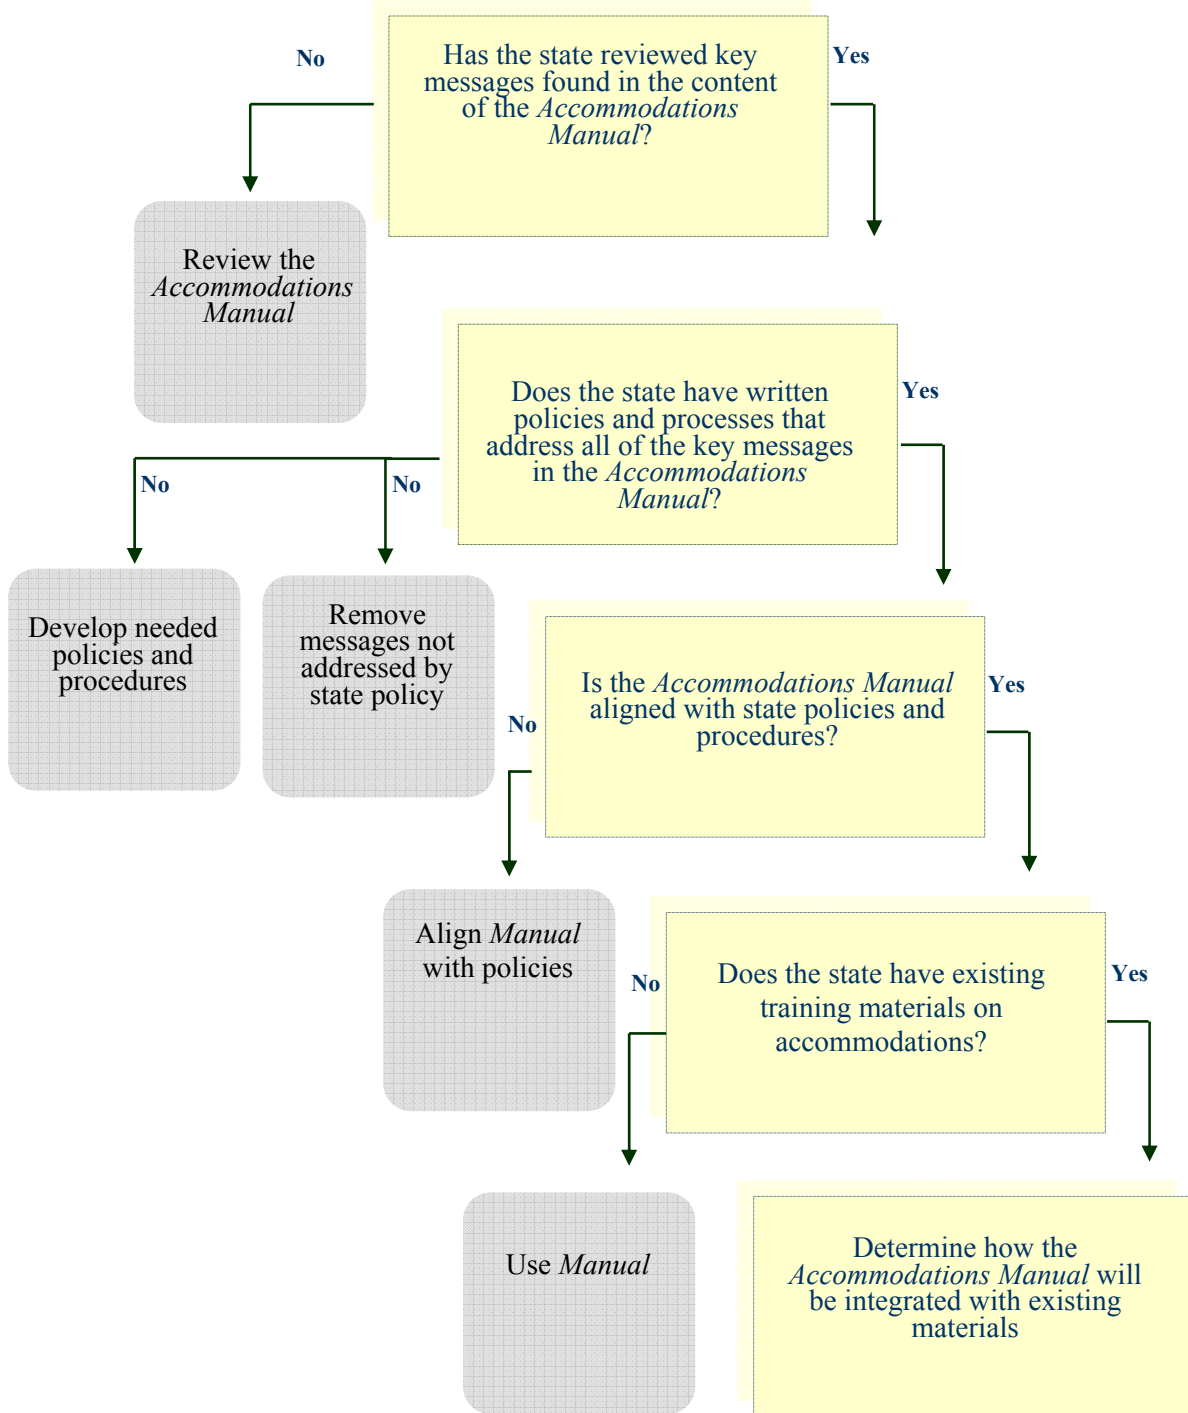 No
Has the state reviewed key
messages found in the content
of the Accommodations
Manual?
Yes
Review the
Accommodations
Manual
Does the state have written
policies and processes that
address all of the key messages
in the Accommodations
Manual?
Yes
No
No
Develop needed
policies and
procedures
Remove
messages not
addressed by
state policy
Is the Accommodations Manual
aligned with state policies and
procedures?
Yes
No
Align Manual
with policies
Does the state have existing
training materials on
accommodations?
No
Yes
Use Manual
Determine how the
Accommodations Manual will
be integrated with existing
materials